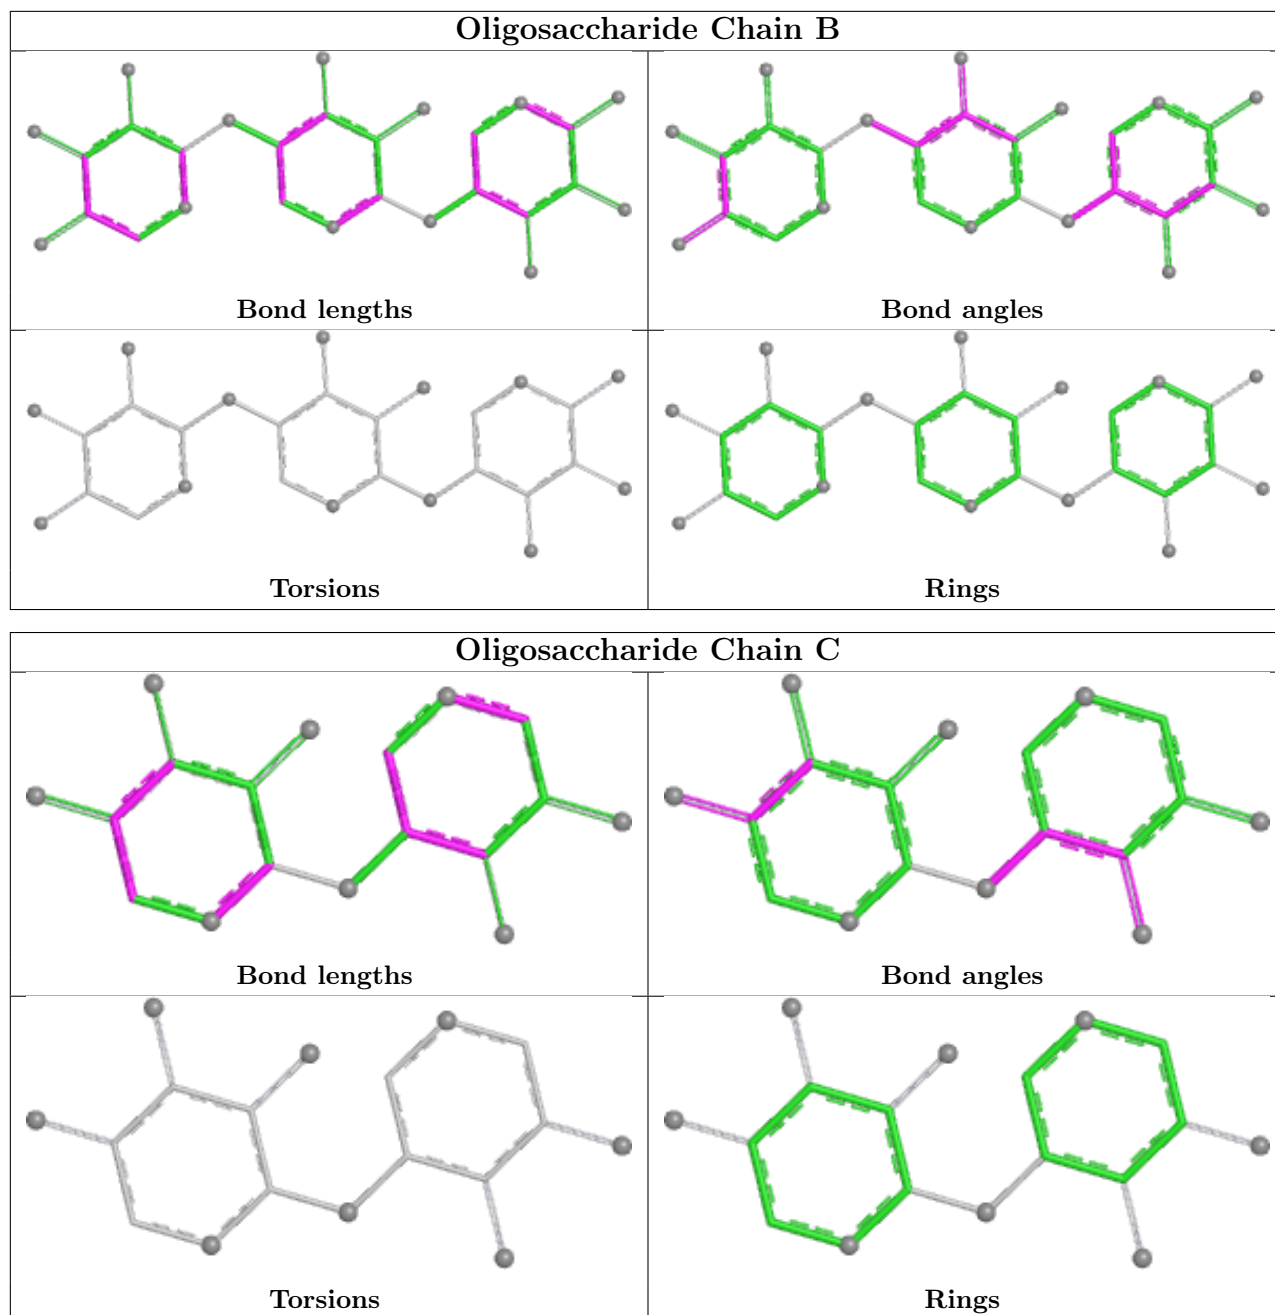 Oligosaccharide Chain B
Bond lengths
Bond angles
Torsions
Rings
Oligosaccharide Chain C
Bond lengths
Bond angles
Torsions
Rings